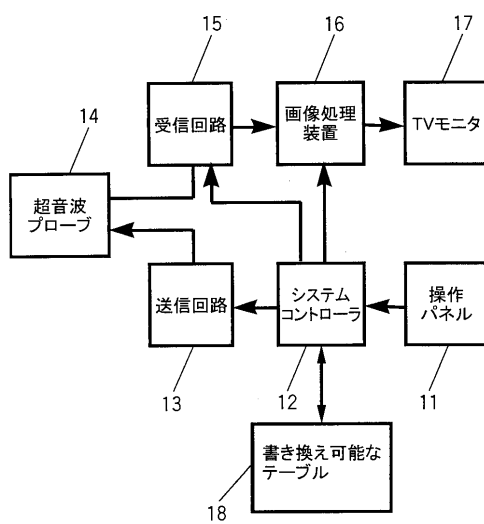 15
16
17
受信回路
画像処理
装置
TVモニタ
14
超音波
プローブ
送信回路
システム
コントローラ
操作
パネル
13
12
11
書き換え可能な
テーブル
18